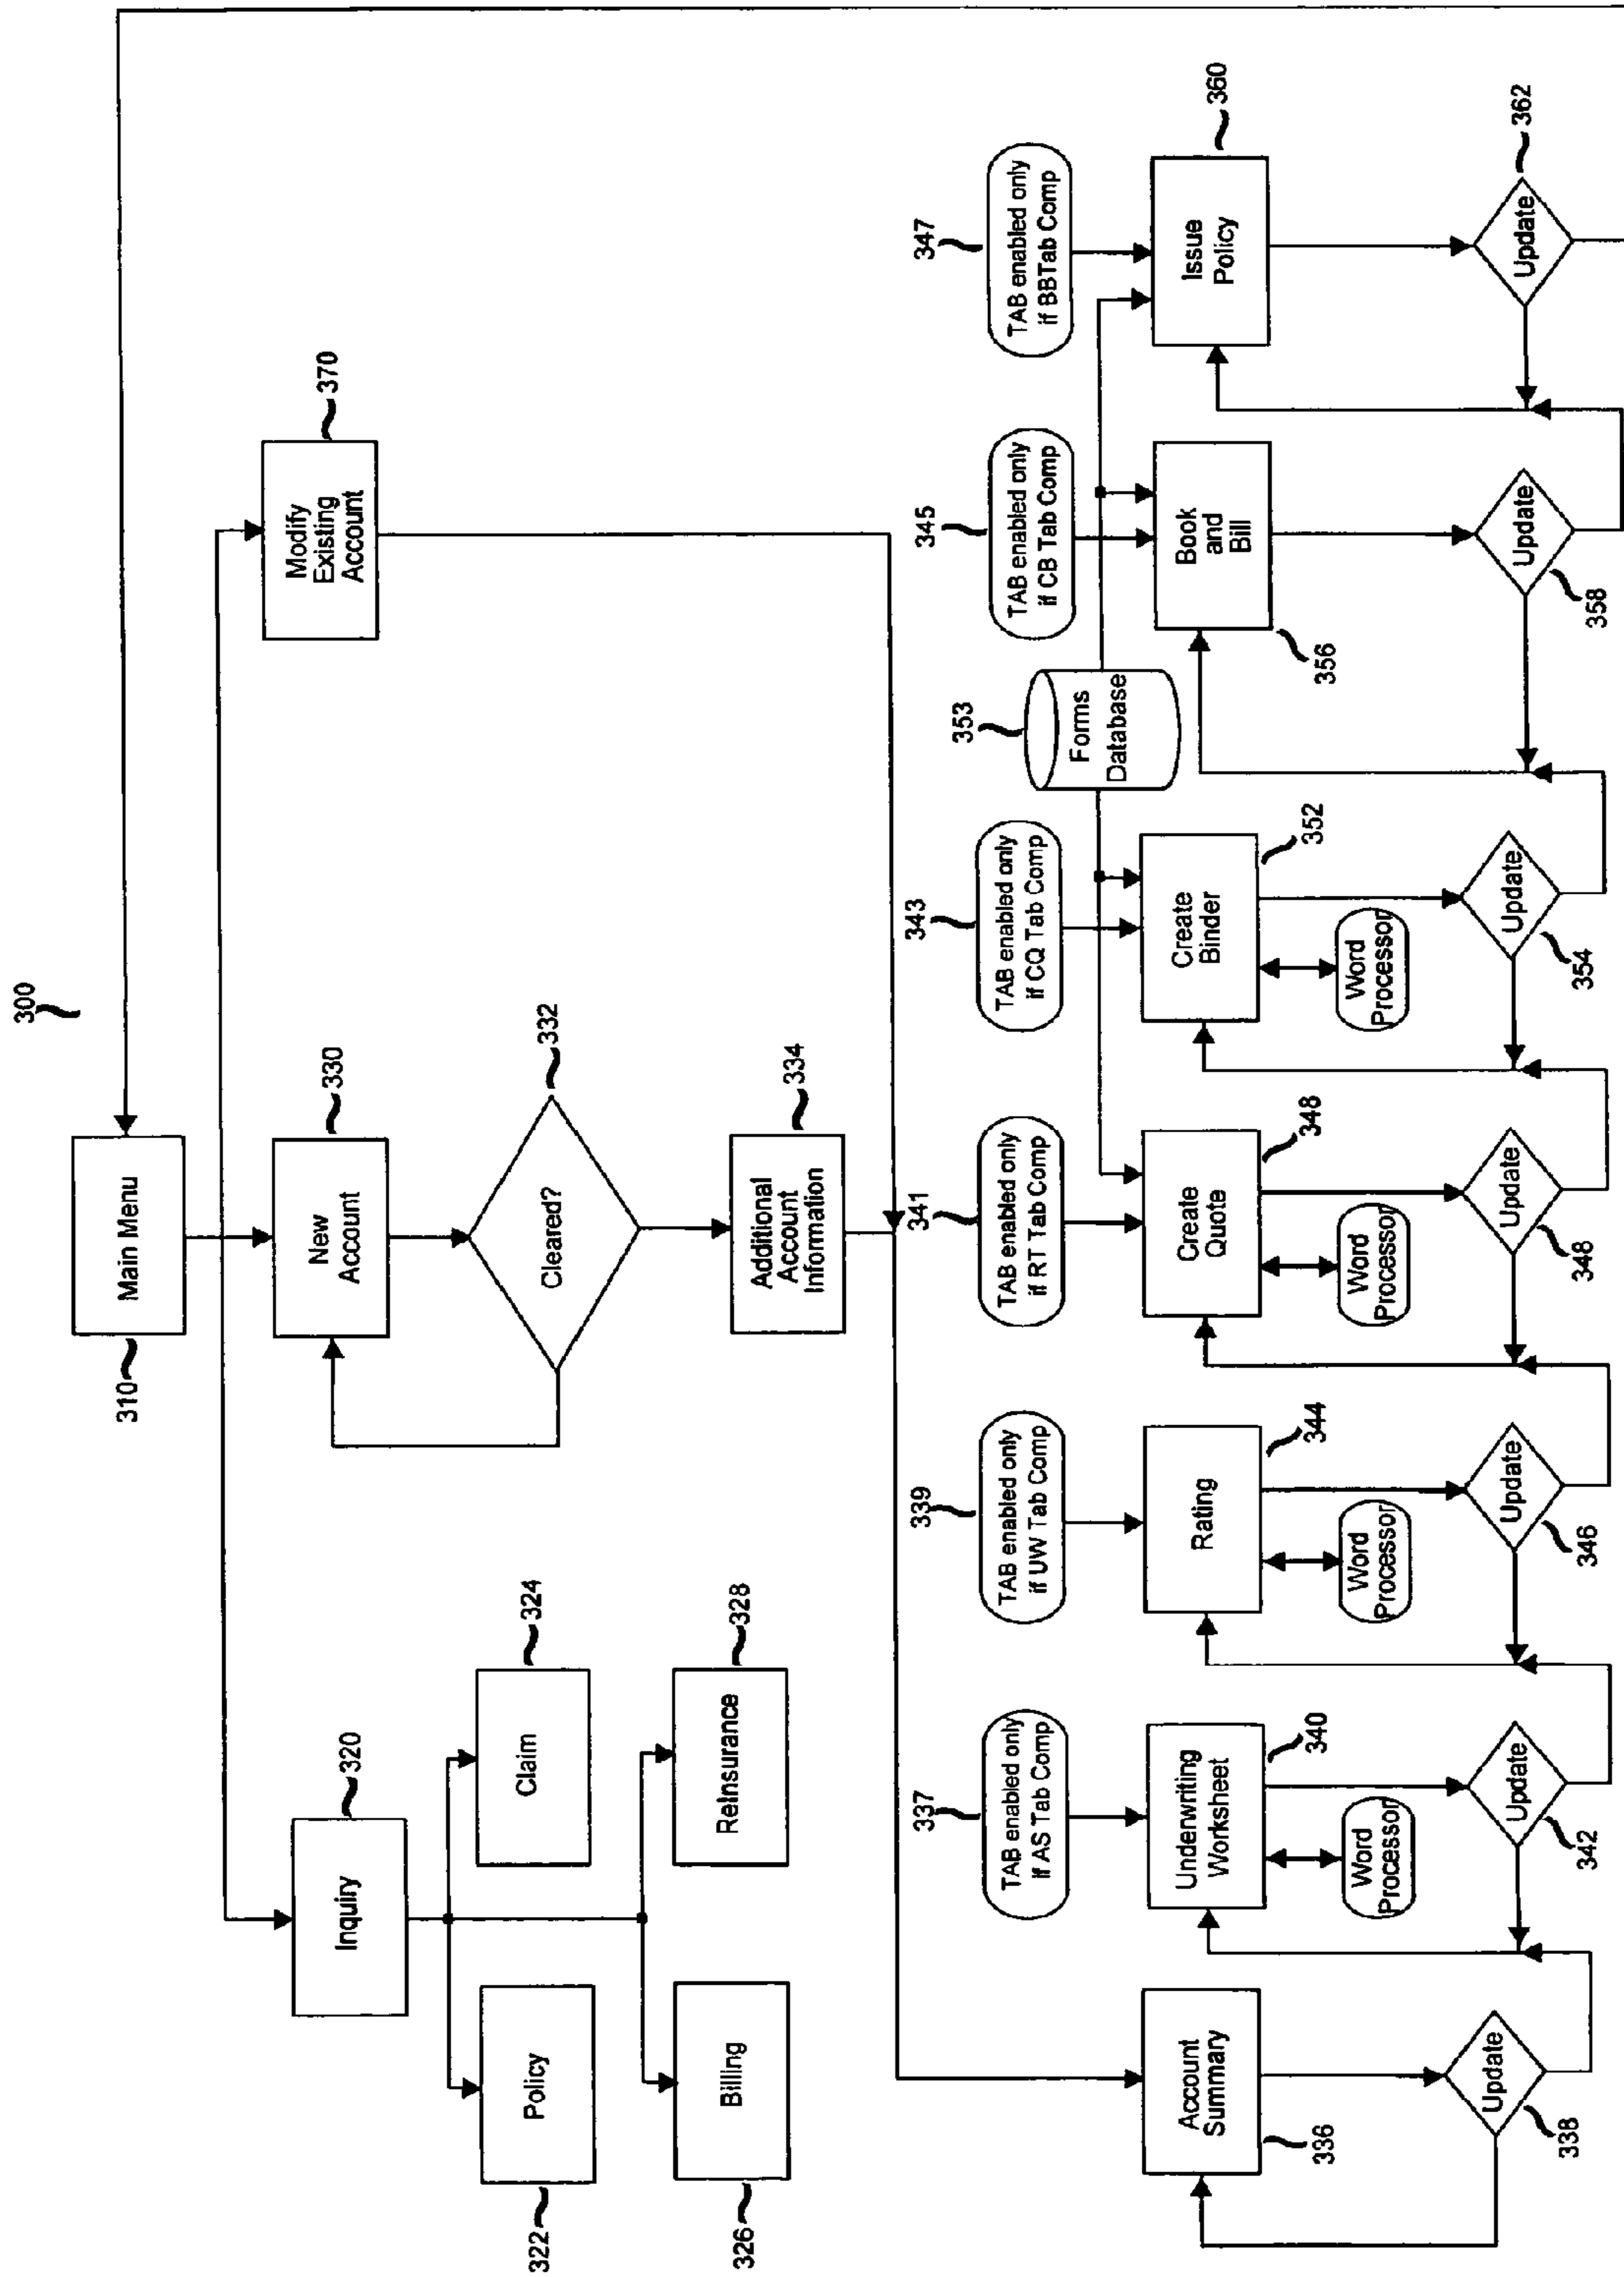 300
Main Menu
310
Inquiry
320
New
Account
330
Modify
Existing
Account
370
Policy
322
Claim
324
Cleared?
332
Billing
326
ReInsurance
328
Additional
Account
Information
334
337
TAB enabled only
if AS Tab Comp
339
TAB enabled only
if UW Tab Comp
341
TAB enabled only
if RT Tab Comp
343
TAB enabled only
if CQ Tab Comp
353
Forms
Database
345
TAB enabled only
if CB Tab Comp
347
TAB enabled only
if BBTab Comp
Account
Summary
336
Underwriting
Worksheet
340
Rating
344
Create
Quote
348
Create
Binder
352
Book
and
Bill
356
Issue
Policy
360
Word
Processor
Word
Processor
Word
Processor
Word
Processor
Update
338
Update
342
Update
346
Update
348
Update
354
Update
358
Update
362